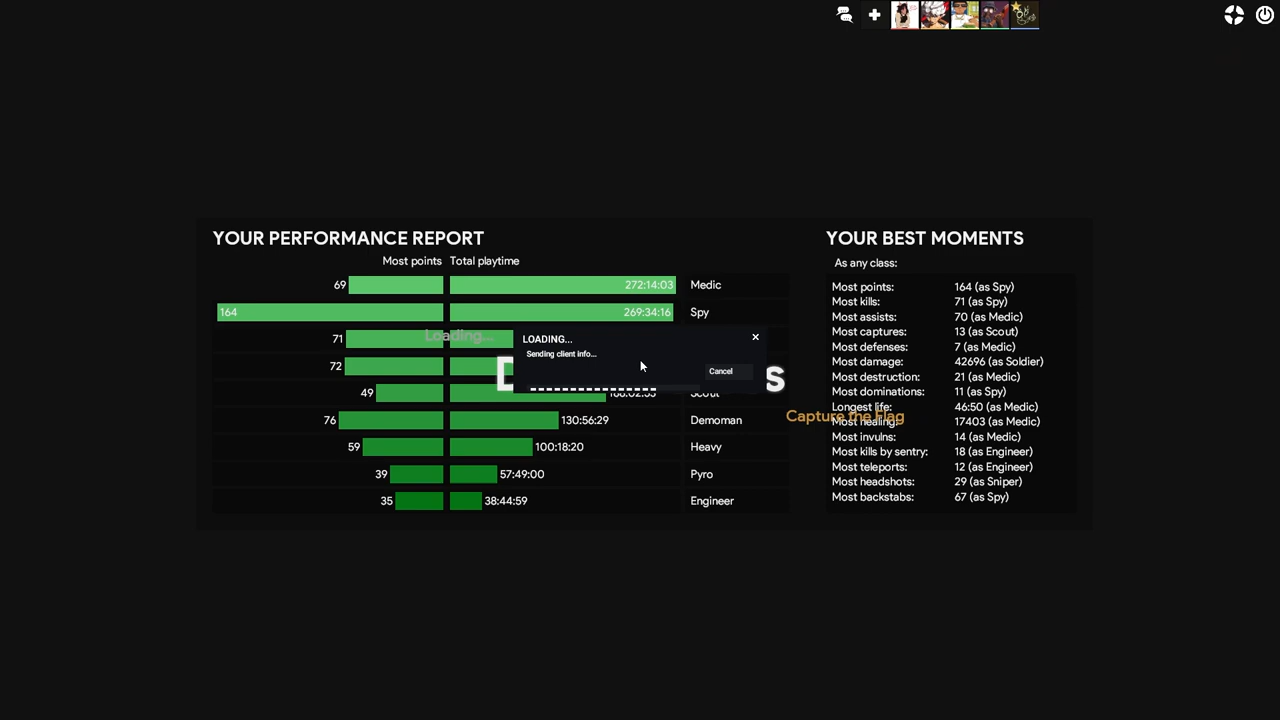 YOUR PERFORMANCE REPORT
Most points Total playtime
69 272:14:03 Medic
164 269:34:16 Spy
71
72
49 Scout
76 130:56:29 Demoman
59 100:18:20 Heavy
39 57:49:00 Pyro
35 38:44:59 Engineer
Loading...
LOADING...
Sending client info...
Cancel
Capture the Flag
YOUR BEST MOMENTS
As any class:
Most points: 164 (as Spy)
Most kills: 71 (as Spy)
Most assists: 70 (as Medic)
Most captures: 13 (as Scout)
Most defenses: 7 (as Medic)
Most damage: 42696 (as Soldier)
Most destruction: 21 (as Medic)
Most dominations: 11 (as Spy)
Longest life: 46:50 (as Medic)
Most healing: 17403 (as Medic)
Most invulns: 14 (as Medic)
Most kills by sentry: 18 (as Engineer)
Most teleports: 12 (as Engineer)
Most headshots: 29 (as Sniper)
Most backstabs: 67 (as Spy)